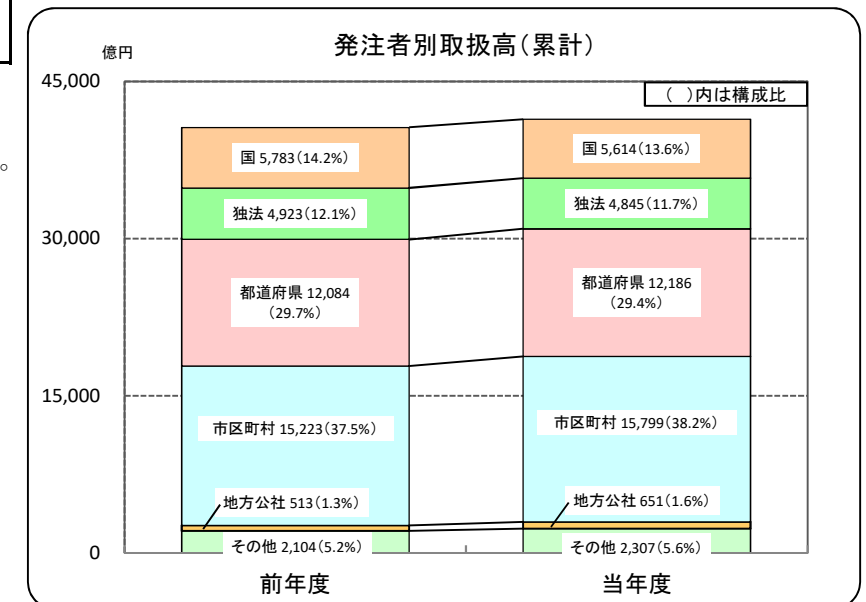 発注者別取扱高(累計)
億円
(　)内は構成比
45,000
30,000
15,000
0
国 5,783(14.2%)
独法 4,923(12.1%)
都道府県 12,084
(29.7%)
市区町村 15,223(37.5%)
地方公社 513(1.3%)
その他 2,104(5.2%)
前年度
国 5,614(13.6%)
独法 4,845(11.7%)
都道府県 12,186
(29.4%)
市区町村 15,799(38.2%)
地方公社 651(1.6%)
その他 2,307(5.6%)
当年度
。